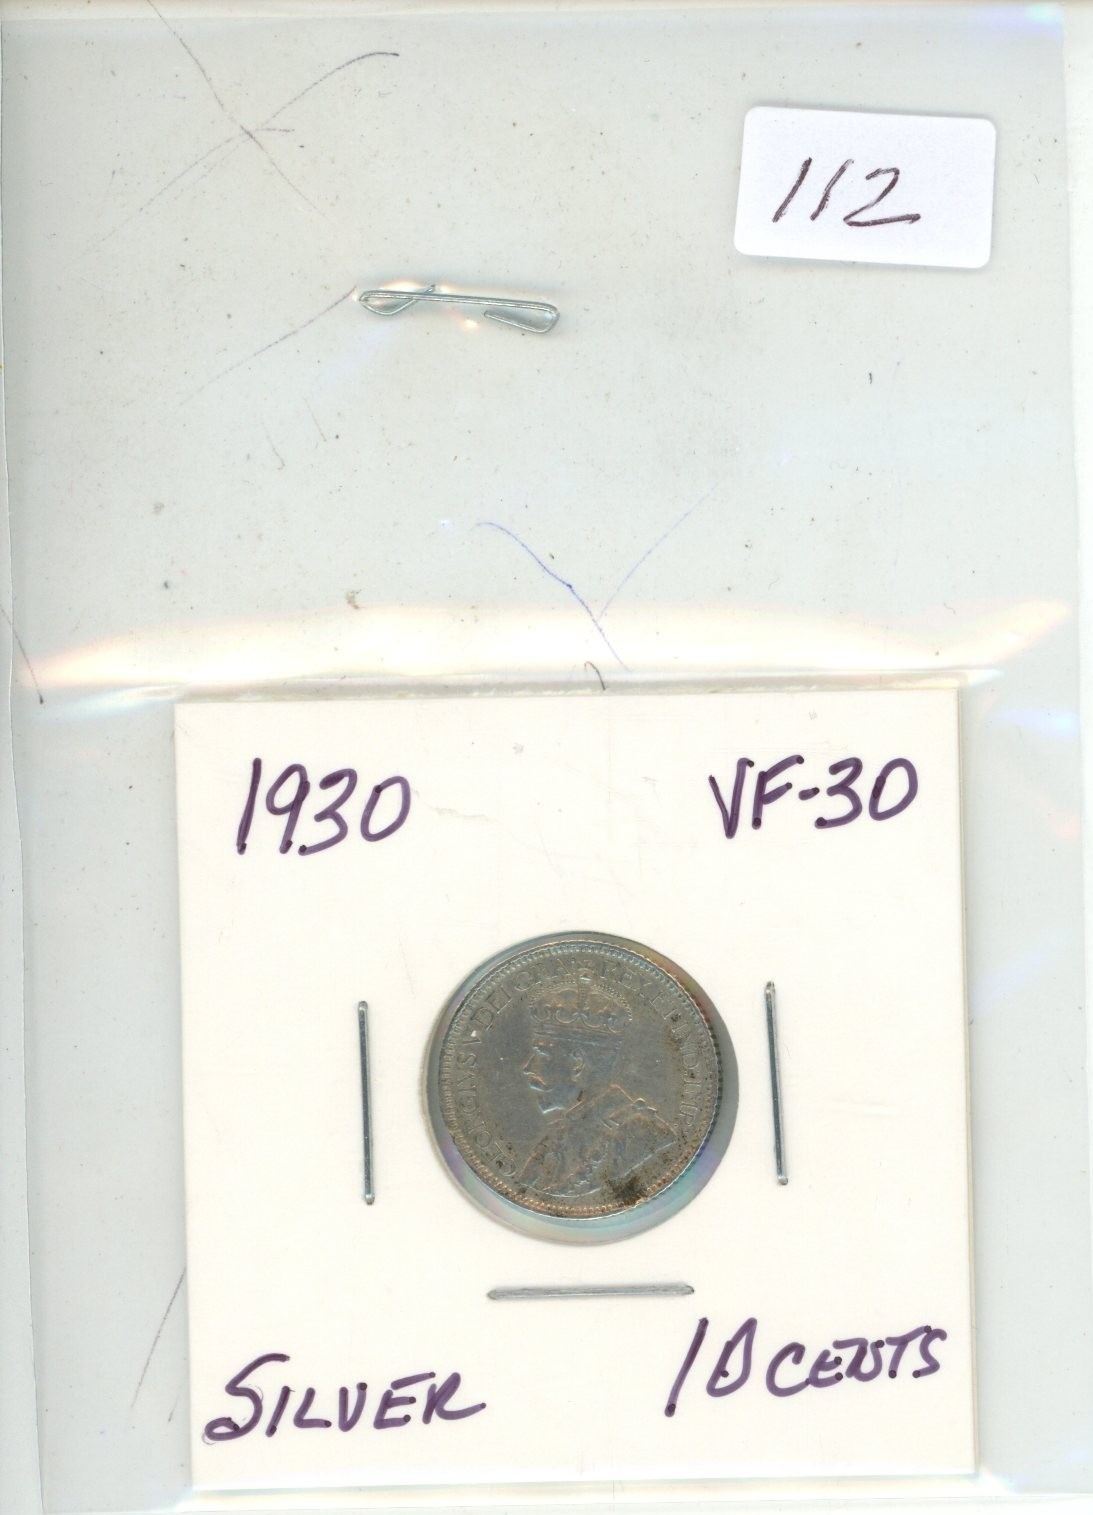 112
1930 VF-30
GEORGIVS V DEI GRA: REX ET IND: IMP:
SILVER 10 CENTS